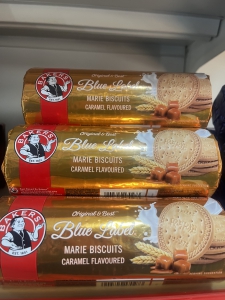 BAKERS
Original & Best
Blue Label
MARIE BISCUITS
CARAMEL FLAVOURED
BAKERS
Original & Best
Blue Label
MARIE BISCUITS
CARAMEL FLAVOURED
BAKERS
Original & Best
Blue Label
MARIE BISCUITS
CARAMEL FLAVOURED